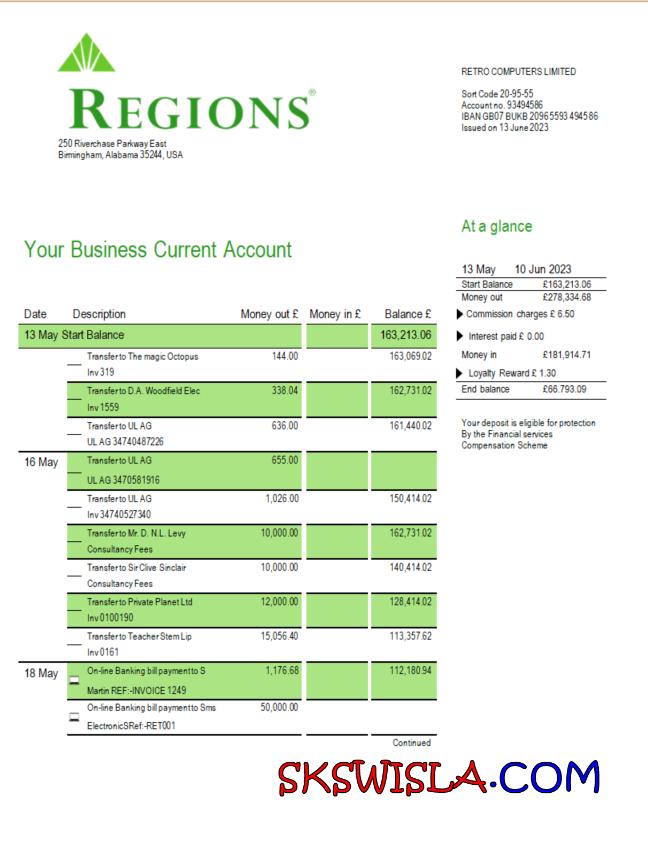 REGIONS®
250 Riverchase Parkway East
Birmingham, Alabama 35244, USA
RETRO COMPUTERS LIMITED
Sort Code 20-95-55
Account no. 93494586
IBAN GB07 BUKB 20965593 494586
Issued on 13 June 2023
Your Business Current Account
At a glance
13 May 10 Jun 2023
Start Balance £163,213.06
Money out £278,334.68
Commission charges £ 6.50
Interest paid £ 0.00
Money in £181,914.71
Loyalty Reward £ 1.30
End balance £66.793.09
Your deposit is eligible for protection
By the Financial services
Compensation Scheme
Date Description Money out £ Money in £ Balance £
13 May Start Balance 163,213.06
Transfer to The magic Octopus 144.00 163,069.02
Inv 319
Transfer to D.A. Woodfield Elec 338.04 162,731.02
Inv 1559
Transfer to UL AG 636.00 161,440.02
UL AG 34740487226
16 May Transfer to UL AG 655.00
UL AG 3470581916
Transfer to UL AG 1,026.00 150,414.02
Inv 34740527340
Transfer to Mr. D. N.L. Levy 10,000.00 162,731.02
Consultancy Fees
Transfer to Sir Clive Sinclair 10,000.00 140,414.02
Consultancy Fees
Transfer to Private Planet Ltd 12,000.00 128,414.02
Inv 0100190
Transfer to Teacher Stem Lip 15,056.40 113,357.62
Inv 0161
18 May On-line Banking bill payment to S 1,176.68 112,180.94
Martin REF:-INVOICE 1249
On-line Banking bill payment to Sms 50,000.00
ElectronicSRef:-RET001
Continued
SKSWISLA.COM